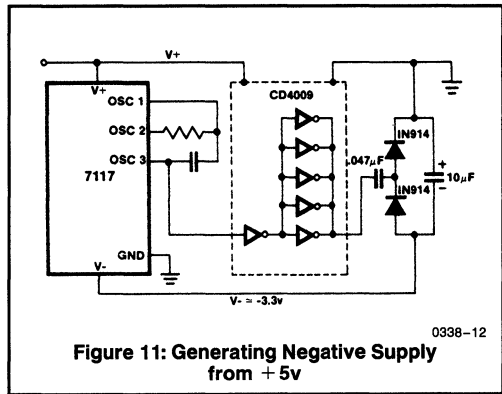 V+
V+
OSC 1
OSC 2
OSC 3
7117
GND
V-
CD4009
.047μF
IN914
IN914
+
10μF
−
V- ≃ -3.3v
0338–12
Figure 11: Generating Negative Supply
from +5v